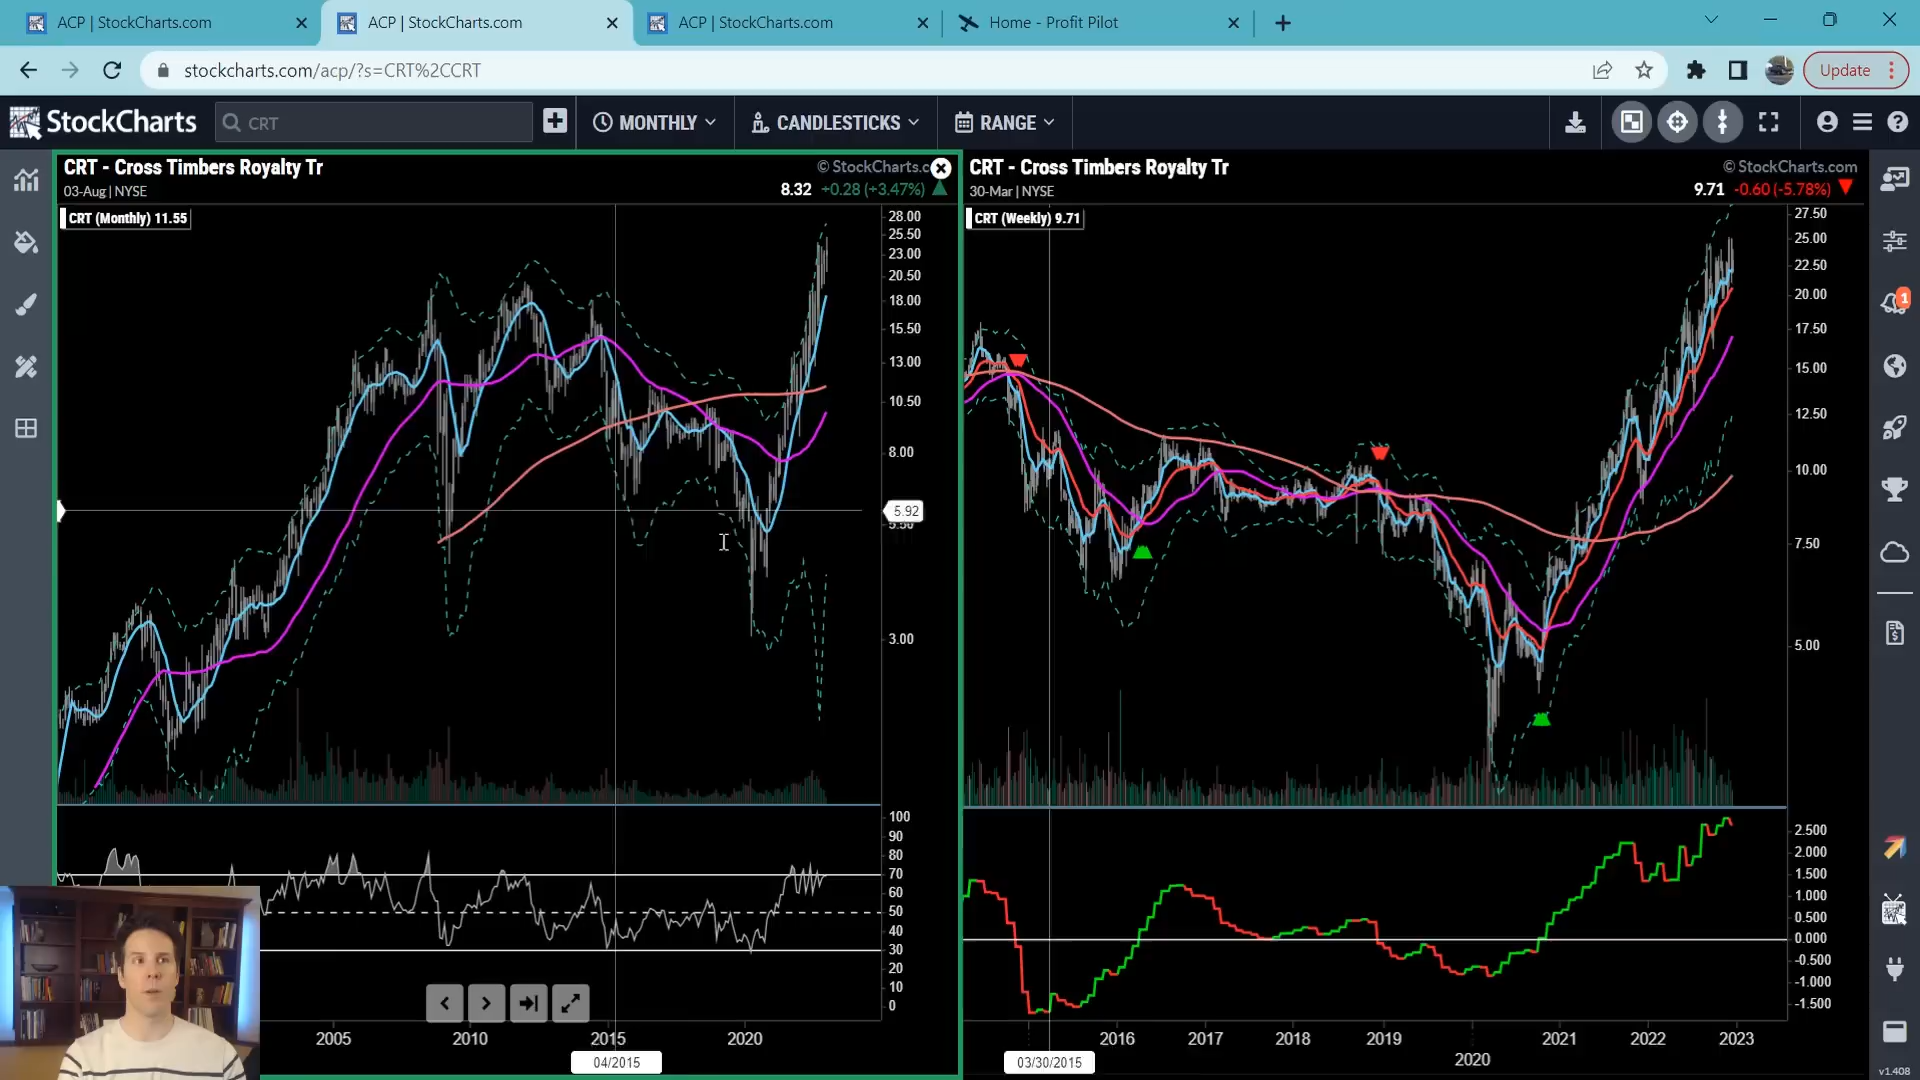 ACP | StockCharts.com
ACP | StockCharts.com
ACP | StockCharts.com
Home - Profit Pilot
stockcharts.com/acp/?s=CRT%2CCRT
Update
StockCharts
CRT
MONTHLY
CANDLESTICKS
RANGE
CRT - Cross Timbers Royalty Tr
© StockCharts.c
03-Aug | NYSE
8.32 +0.28 (+3.47%)
CRT (Monthly) 11.55
28.00
25.50
23.00
20.50
18.00
15.50
13.00
10.50
8.00
5.92
5.50
3.00
100
90
80
70
60
50
40
30
20
10
0
2005
2010
2015
2020
04/2015
CRT - Cross Timbers Royalty Tr
© StockCharts.com
30-Mar | NYSE
9.71 -0.60 (-5.78%)
CRT (Weekly) 9.71
27.50
25.00
22.50
20.00
17.50
15.00
12.50
10.00
7.50
5.00
2.500
2.000
1.500
1.000
0.500
0.000
-0.500
-1.000
-1.500
2016
2017
2018
2019
2020
2021
2022
2023
03/30/2015
1
v1.408